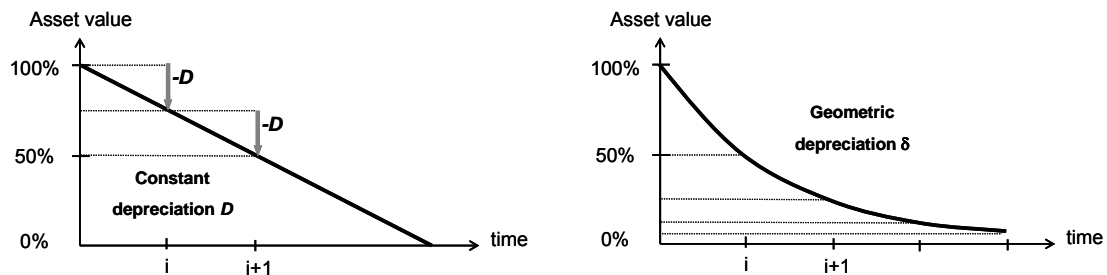 Asset value
100%
-D
-D
50%
Constant
depreciation D
0%
time
i
i+1
Asset value
100%
Geometric
depreciation δ
50%
0%
time
i
i+1